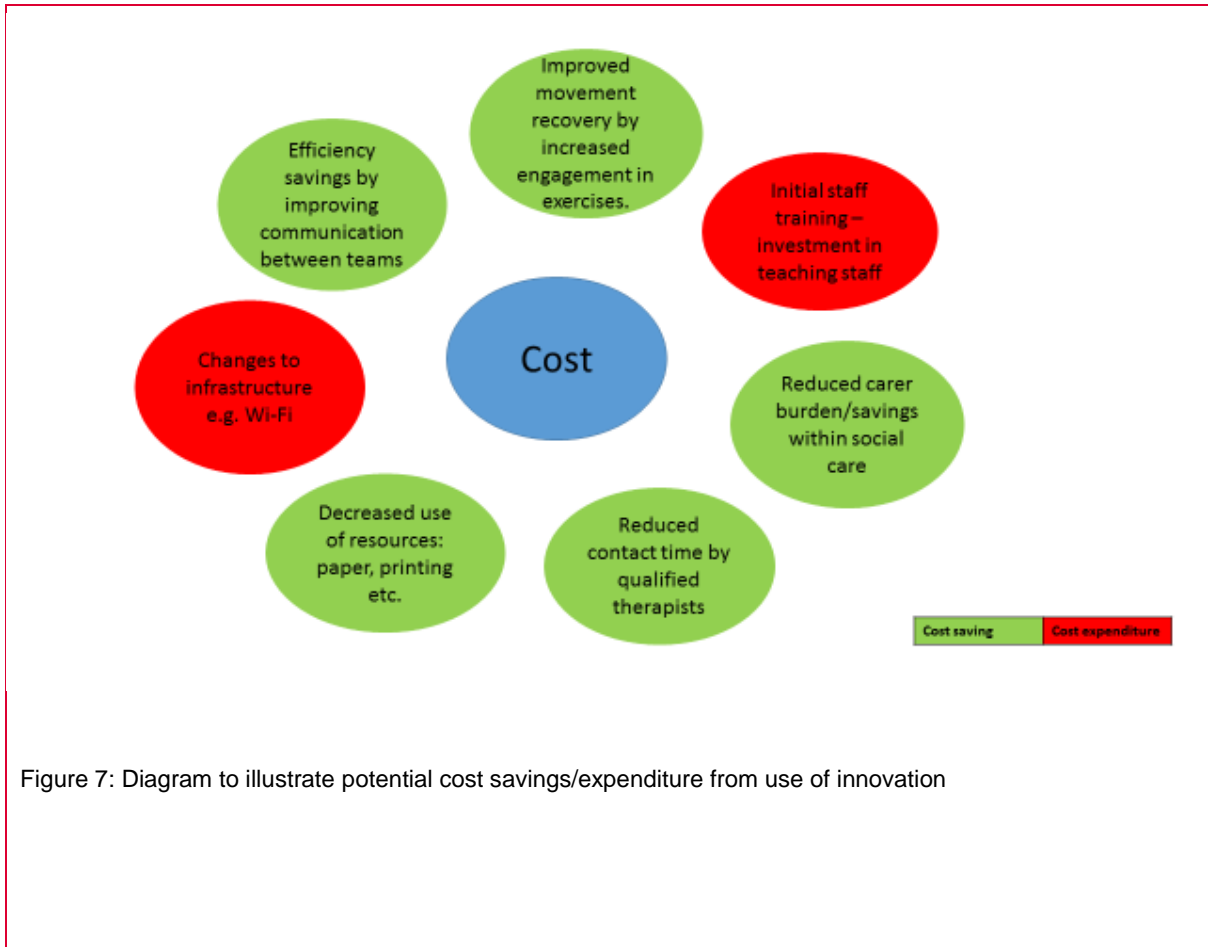 Improved
movement
recovery by
increased
engagement in
exercises.
Efficiency
savings by
improving
communication
between teams
Initial staff
training –
investment in
teaching staff
Changes to
infrastructure
e.g. Wi-Fi
Cost
Reduced carer
burden/savings
within social
care
Decreased use
of resources:
paper, printing
etc.
Reduced
contact time by
qualified
therapists
Cost saving
Cost expenditure
Figure 7: Diagram to illustrate potential cost savings/expenditure from use of innovation